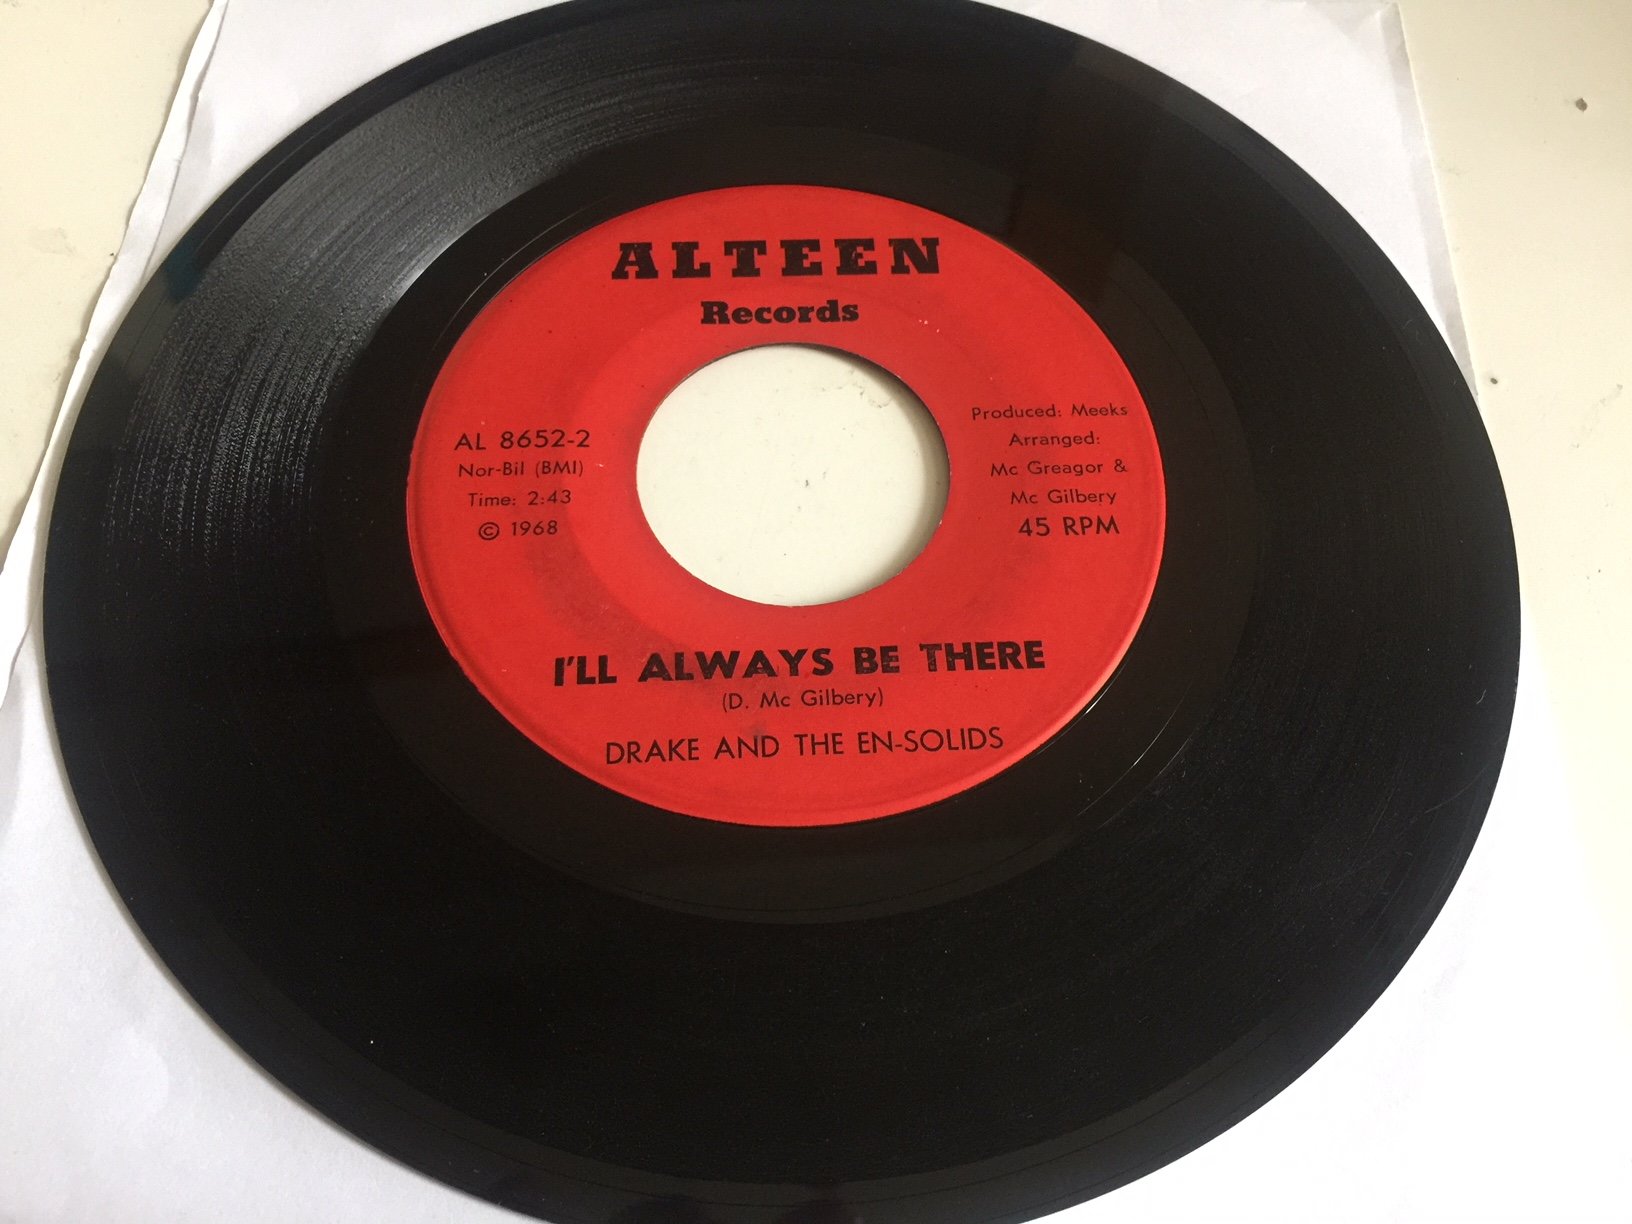 ALTEEN
Records
AL 8652-2
Nor-Bil (BMI)
Time: 2:43
© 1968
Produced: Meeks
Arranged:
Mc Greagor &
Mc Gilbery
45 RPM
I'LL ALWAYS BE THERE
(D. Mc Gilbery)
DRAKE AND THE EN-SOLIDS